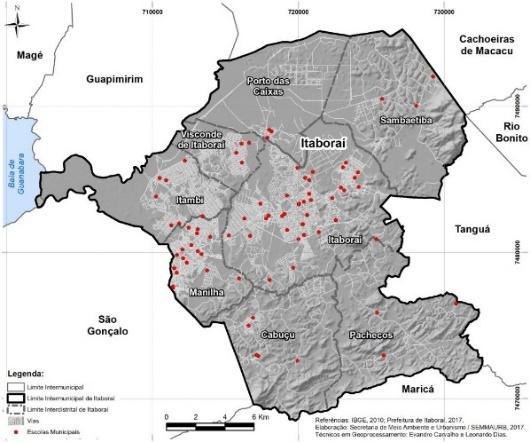 710000
720000
730000
Magé
Guapimirim
Cachoeiras
de Macacu
Porto das
Caixas
Sambaetiba
7490000
Visconde
de Itaboraí
Itaboraí
Rio
Bonito
Baía de
Guanabara
Itambí
Tanguá
Itaboraí
7480000
Manilha
São
Gonçalo
Cabuçu
Pachecos
Legenda:
Limite Intermunicipal
Limite Intermunicipal de Itaboraí
Limite Interdistrital de Itaboraí
Vias
Escolas Municipais
0
2
4
6 Km
Maricá
7470000
Referências: IBGE, 2010; Prefeitura de Itaboraí, 2017.
Elaboração: Secretaria de Meio Ambiente e Urbanismo / SEMMAURB, 2017.
Técnicos em Geoprocessamento: Evandro Carvalho e Leonardo Dias.